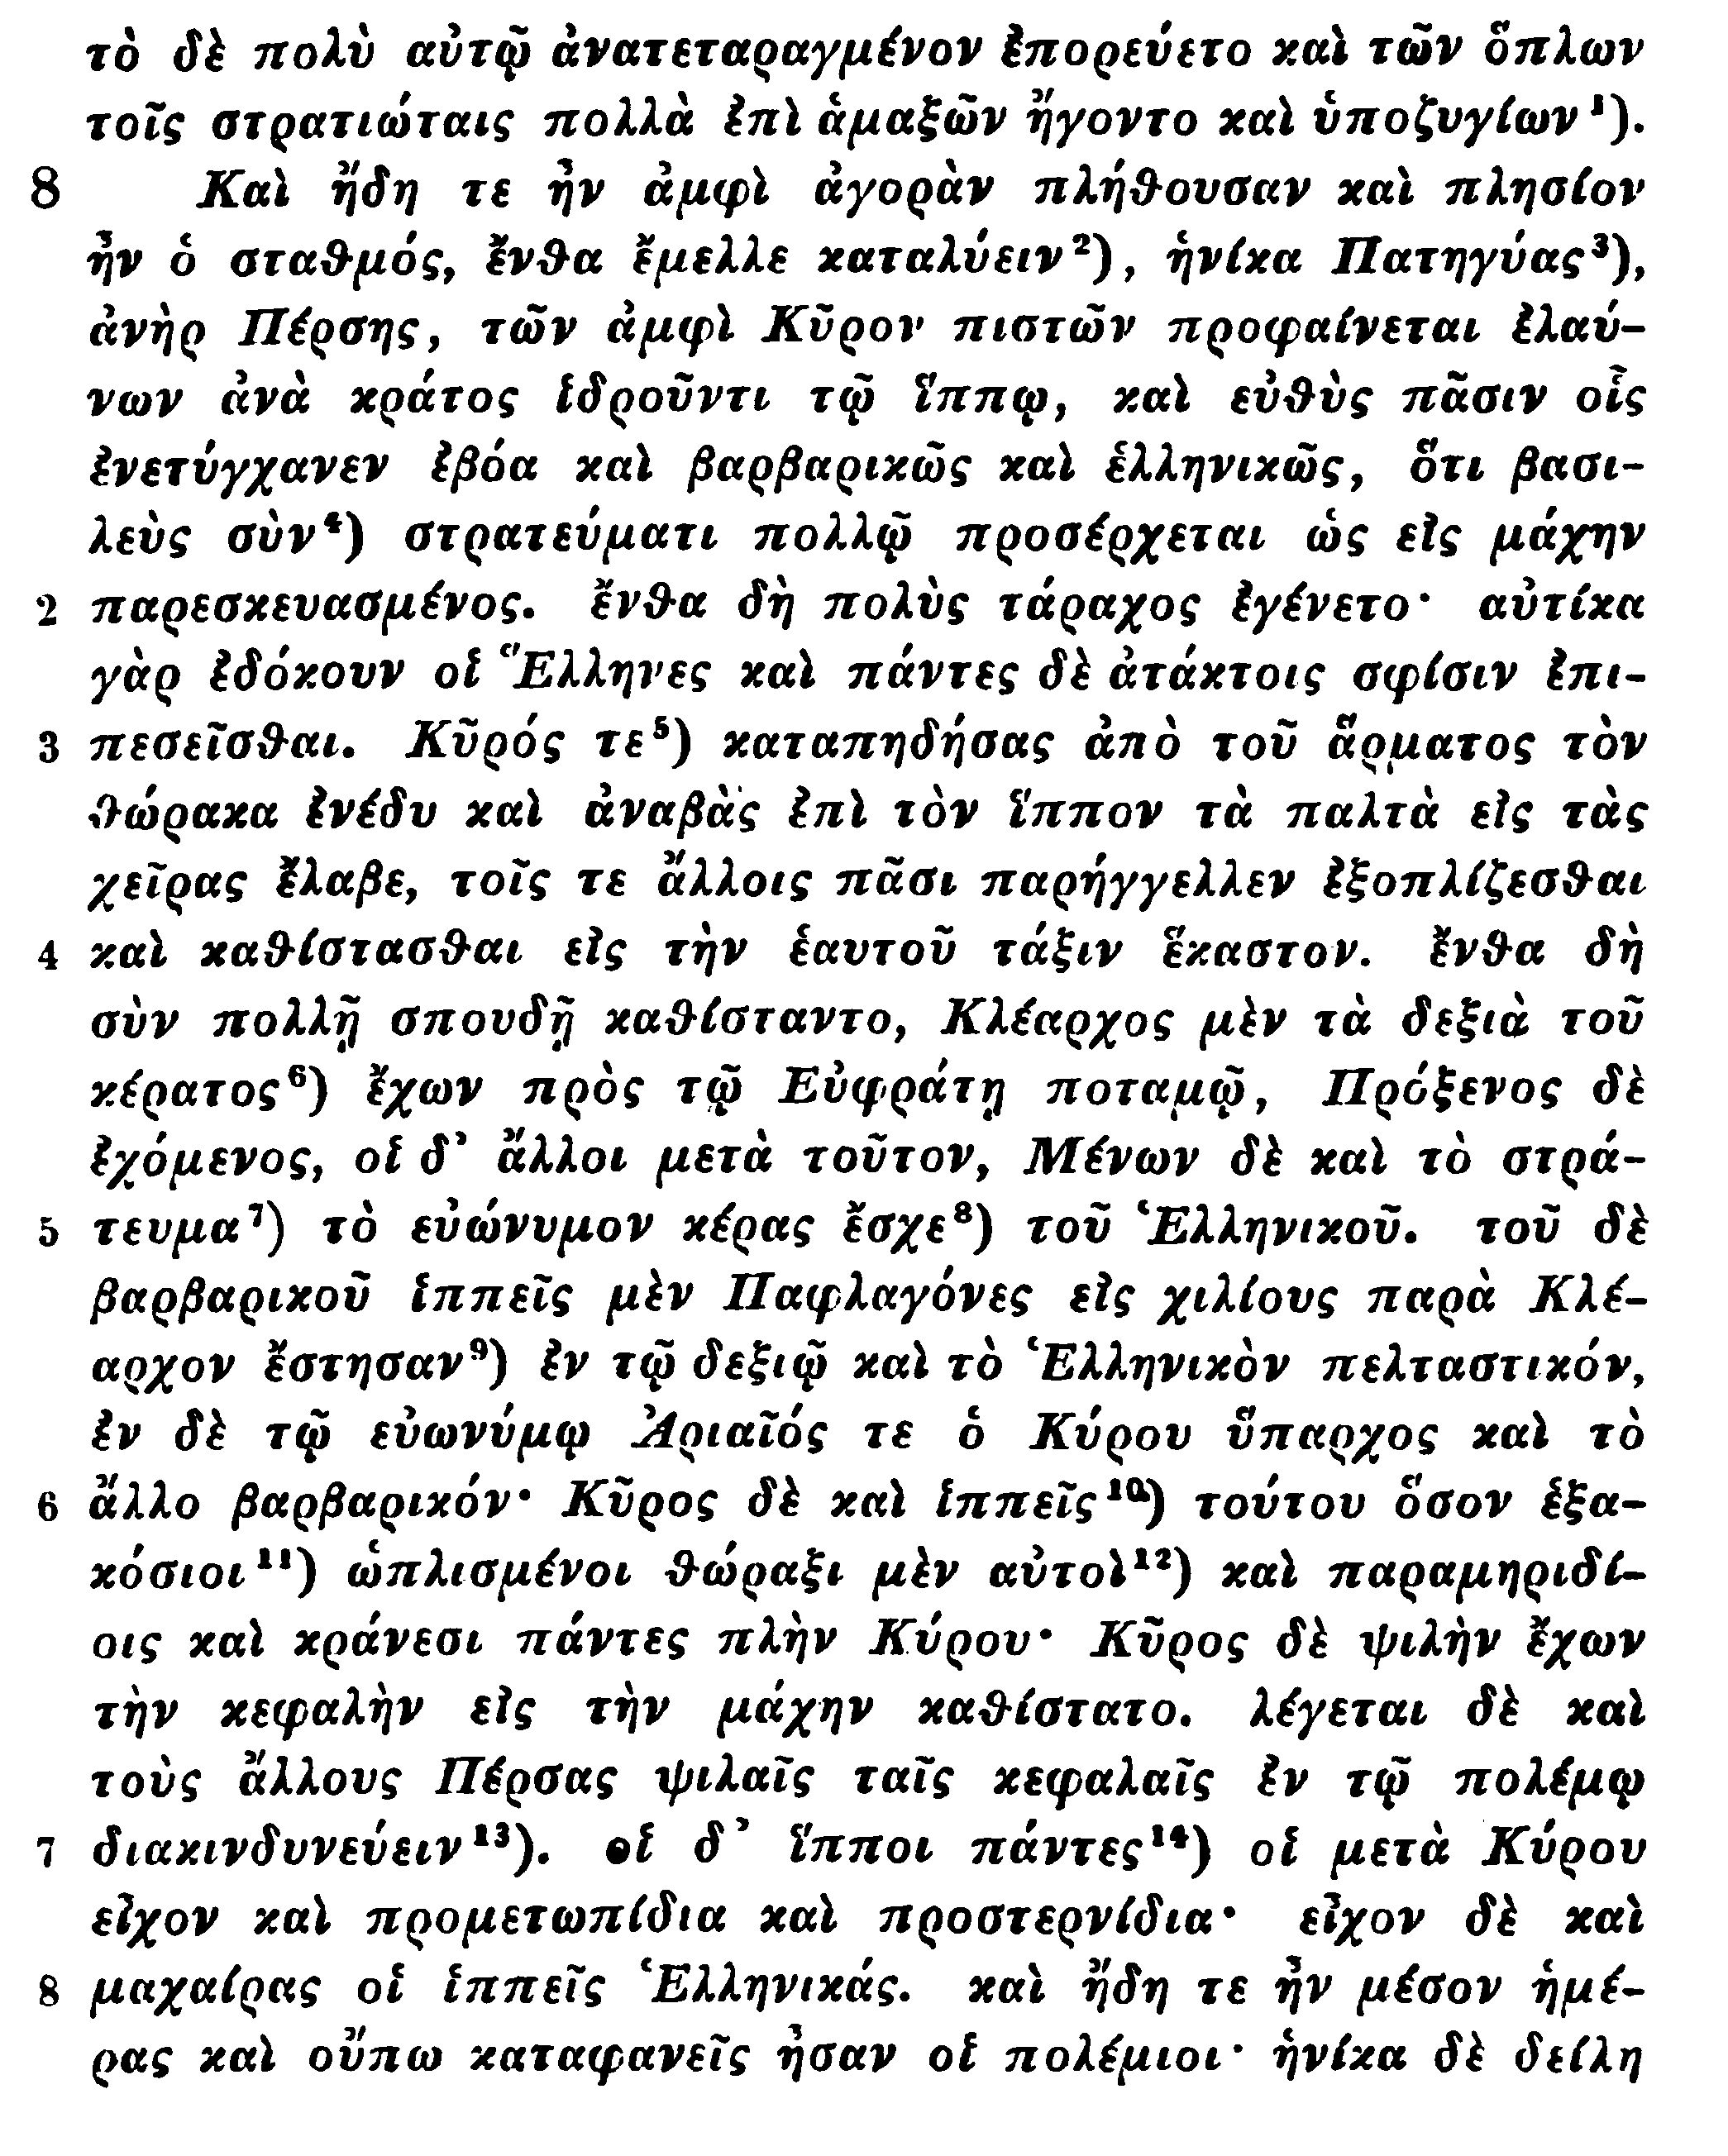 τὸ δὲ πολὺ αὐτῷ ἀνατεταραγμένον ἐπορεύετο καὶ τῶν ὅπλων
τοῖς στρατιώταις πολλὰ ἐπὶ ἁμαξῶν ἤγοντο καὶ ὑποζυγίων¹).
8 Καὶ ἤδη τε ἦν ἀμφὶ ἀγορὰν πλήθουσαν καὶ πλησίον
ἦν ὁ σταθμός, ἔνθα ἔμελλε καταλύειν²), ἡνίκα Πατηγύας³),
ἀνὴρ Πέρσης, τῶν ἀμφὶ Κῦρον πιστῶν προφαίνεται ἐλαύ-
νων ἀνὰ κράτος ἱδροῦντι τῷ ἵππῳ, καὶ εὐθὺς πᾶσιν οἷς
ἐνετύγχανεν ἐβόα καὶ βαρβαρικῶς καὶ ἑλληνικῶς, ὅτι βασι-
λεὺς σὺν⁴) στρατεύματι πολλῷ προσέρχεται ὡς εἰς μάχην
2 παρεσκευασμένος. ἔνθα δὴ πολὺς τάραχος ἐγένετο· αὐτίκα
γὰρ ἐδόκουν οἱ Ἕλληνες καὶ πάντες δὲ ἀτάκτοις σφίσιν ἐπι-
3 πεσεῖσθαι. Κῦρός τε⁵) καταπηδήσας ἀπὸ τοῦ ἅρματος τὸν
θώρακα ἐνέδυ καὶ ἀναβὰς ἐπὶ τὸν ἵππον τὰ παλτὰ εἰς τὰς
χεῖρας ἔλαβε, τοῖς τε ἄλλοις πᾶσι παρήγγελλεν ἐξοπλίζεσθαι
4 καὶ καθίστασθαι εἰς τὴν ἑαυτοῦ τάξιν ἕκαστον. ἔνθα δὴ
σὺν πολλῇ σπουδῇ καθίσταντο, Κλέαρχος μὲν τὰ δεξιὰ τοῦ
κέρατος⁶) ἔχων πρὸς τῷ Εὐφράτῃ ποταμῷ, Πρόξενος δὲ
ἐχόμενος, οἱ δ’ ἄλλοι μετὰ τοῦτον, Μένων δὲ καὶ τὸ στρά-
5 τευμα⁷) τὸ εὐώνυμον κέρας ἔσχε⁸) τοῦ Ἑλληνικοῦ. τοῦ δὲ
βαρβαρικοῦ ἱππεῖς μὲν Παφλαγόνες εἰς χιλίους παρὰ Κλέ-
αρχον ἔστησαν⁹) ἐν τῷ δεξιῷ καὶ τὸ Ἑλληνικὸν πελταστικόν,
ἐν δὲ τῷ εὐωνύμῳ Ἀριαῖός τε ὁ Κύρου ὕπαρχος καὶ τὸ
6 ἄλλο βαρβαρικόν· Κῦρος δὲ καὶ ἱππεῖς¹⁰) τούτου ὅσον ἑξα-
κόσιοι¹¹) ὡπλισμένοι θώραξι μὲν αὐτοὶ¹²) καὶ παραμηριδί-
οις καὶ κράνεσι πάντες πλὴν Κύρου· Κῦρος δὲ ψιλὴν ἔχων
τὴν κεφαλὴν εἰς τὴν μάχην καθίστατο. λέγεται δὲ καὶ
τοὺς ἄλλους Πέρσας ψιλαῖς ταῖς κεφαλαῖς ἐν τῷ πολέμῳ
7 διακινδυνεύειν¹³). οἱ δ’ ἵπποι πάντες¹⁴) οἱ μετὰ Κύρου
εἶχον καὶ προμετωπίδια καὶ προστερνίδια· εἶχον δὲ καὶ
8 μαχαίρας οἱ ἱππεῖς Ἑλληνικάς. καὶ ἤδη τε ἦν μέσον ἡμέ-
ρας καὶ οὔπω καταφανεῖς ἦσαν οἱ πολέμιοι· ἡνίκα δὲ δείλη